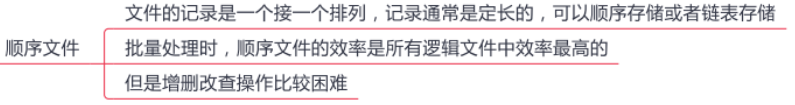 文件的记录是一个接一个排列，记录通常是定长的，可以顺序存储或者链表存储
顺序文件
批量处理时，顺序文件的效率是所有逻辑文件中效率最高的
但是增删改查操作比较困难